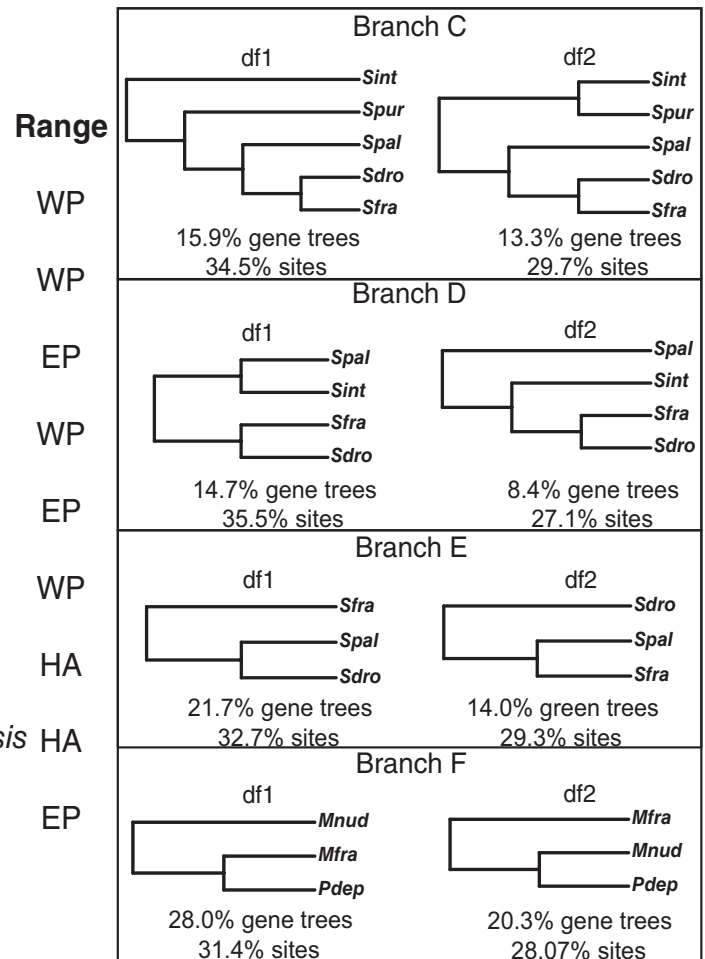 Range
WP
WP
EP
WP
EP
WP
HA
sis HA
EP
Branch C
df1
Sint
Spur
Spal
Sdro
Sfra
15.9% gene trees
34.5% sites
df2
Sint
Spur
Spal
Sdro
Sfra
13.3% gene trees
29.7% sites
Branch D
df1
Spal
Sint
Sfra
Sdro
14.7% gene trees
35.5% sites
df2
Spal
Sint
Sfra
Sdro
8.4% gene trees
27.1% sites
Branch E
df1
Sfra
Spal
Sdro
21.7% gene trees
32.7% sites
df2
Sdro
Spal
Sfra
14.0% green trees
29.3% sites
Branch F
df1
Mnud
Mfra
Pdep
28.0% gene trees
31.4% sites
df2
Mfra
Mnud
Pdep
20.3% gene trees
28.07% sites